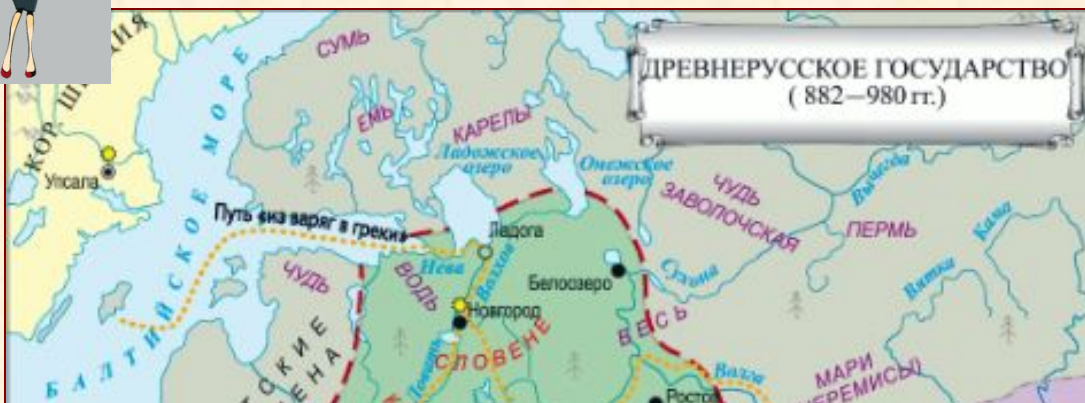 ДРЕВНЕРУССКОЕ ГОСУДАРСТВО
( 882—980 гг.)
КОР
БАЛТИЙСКОЕ МОРЕ
СУМЬ
ЕМЬ
КАРЕЛЫ
Ладожское
озеро
Онежское
озеро
Упсала
ЧУДЬ
ЗАВОЛОЧСКАЯ
Вычегда
ПЕРМЬ
Кама
Путь «из варяг в греки»
Ладога
Нева
Волхов
ЧУДЬ
ВОДЬ
Белоозеро
Сухона
Вятка
Новгород
СЛОВЕНЕ
ВЕСЬ
Волга
МАРИ